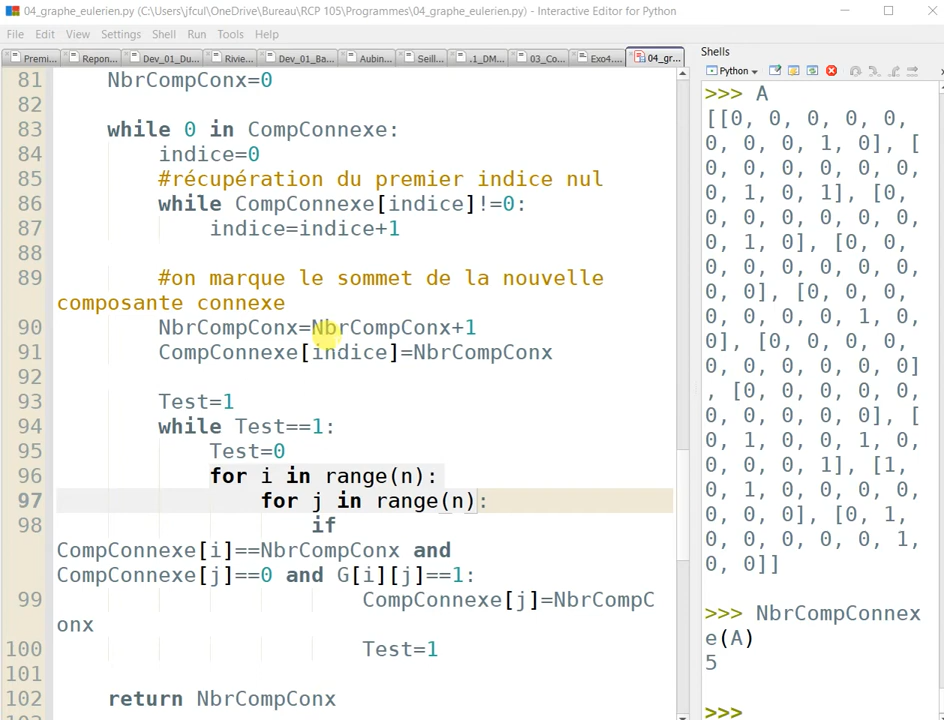 04_graphe_eulerien.py (C:\Users\jfcul\OneDrive\Bureau\RCP 105\Programmes\04_graphe_eulerien.py) - Interactive Editor for Python
File Edit View Settings Shell Run Tools Help
Premi... Repon... Dev_01_Du... Rivie... Dev_01_Ba... Aubin... Seill... .1_DM... 03_Co... Exo4.... 04_gr...
81 NbrCompConx=0
82
83 while 0 in CompConnexe:
84 indice=0
85 #récupération du premier indice nul
86 while CompConnexe[indice]!=0:
87 indice=indice+1
88
89 #on marque le sommet de la nouvelle
composante connexe
90 NbrCompConx=NbrCompConx+1
91 CompConnexe[indice]=NbrCompConx
92
93 Test=1
94 while Test==1:
95 Test=0
96 for i in range(n):
97 for j in range(n):
98 if
CompConnexe[i]==NbrCompConx and
CompConnexe[j]==0 and G[i][j]==1:
99 CompConnexe[j]=NbrCompC
onx
100 Test=1
101
102 return NbrCompConx
Shells
Python
>>> A
[[0, 0, 0, 0, 0,
0, 0, 0, 1, 0], [
0, 0, 0, 0, 0, 0,
0, 1, 0, 1], [0,
0, 0, 0, 0, 0, 0,
0, 1, 0], [0, 0,
0, 0, 0, 0, 0, 0,
0, 0], [0, 0, 0,
0, 0, 0, 0, 1, 0,
0], [0, 0, 0, 0,
0, 0, 0, 0, 0, 0]
, [0, 0, 0, 0, 0,
0, 0, 0, 0, 0], [
0, 1, 0, 0, 1, 0,
0, 0, 0, 1], [1,
0, 1, 0, 0, 0, 0,
0, 0, 0], [0, 1,
0, 0, 0, 0, 0, 1,
0, 0]]
>>> NbrCompConnex
e(A)
5
>>>